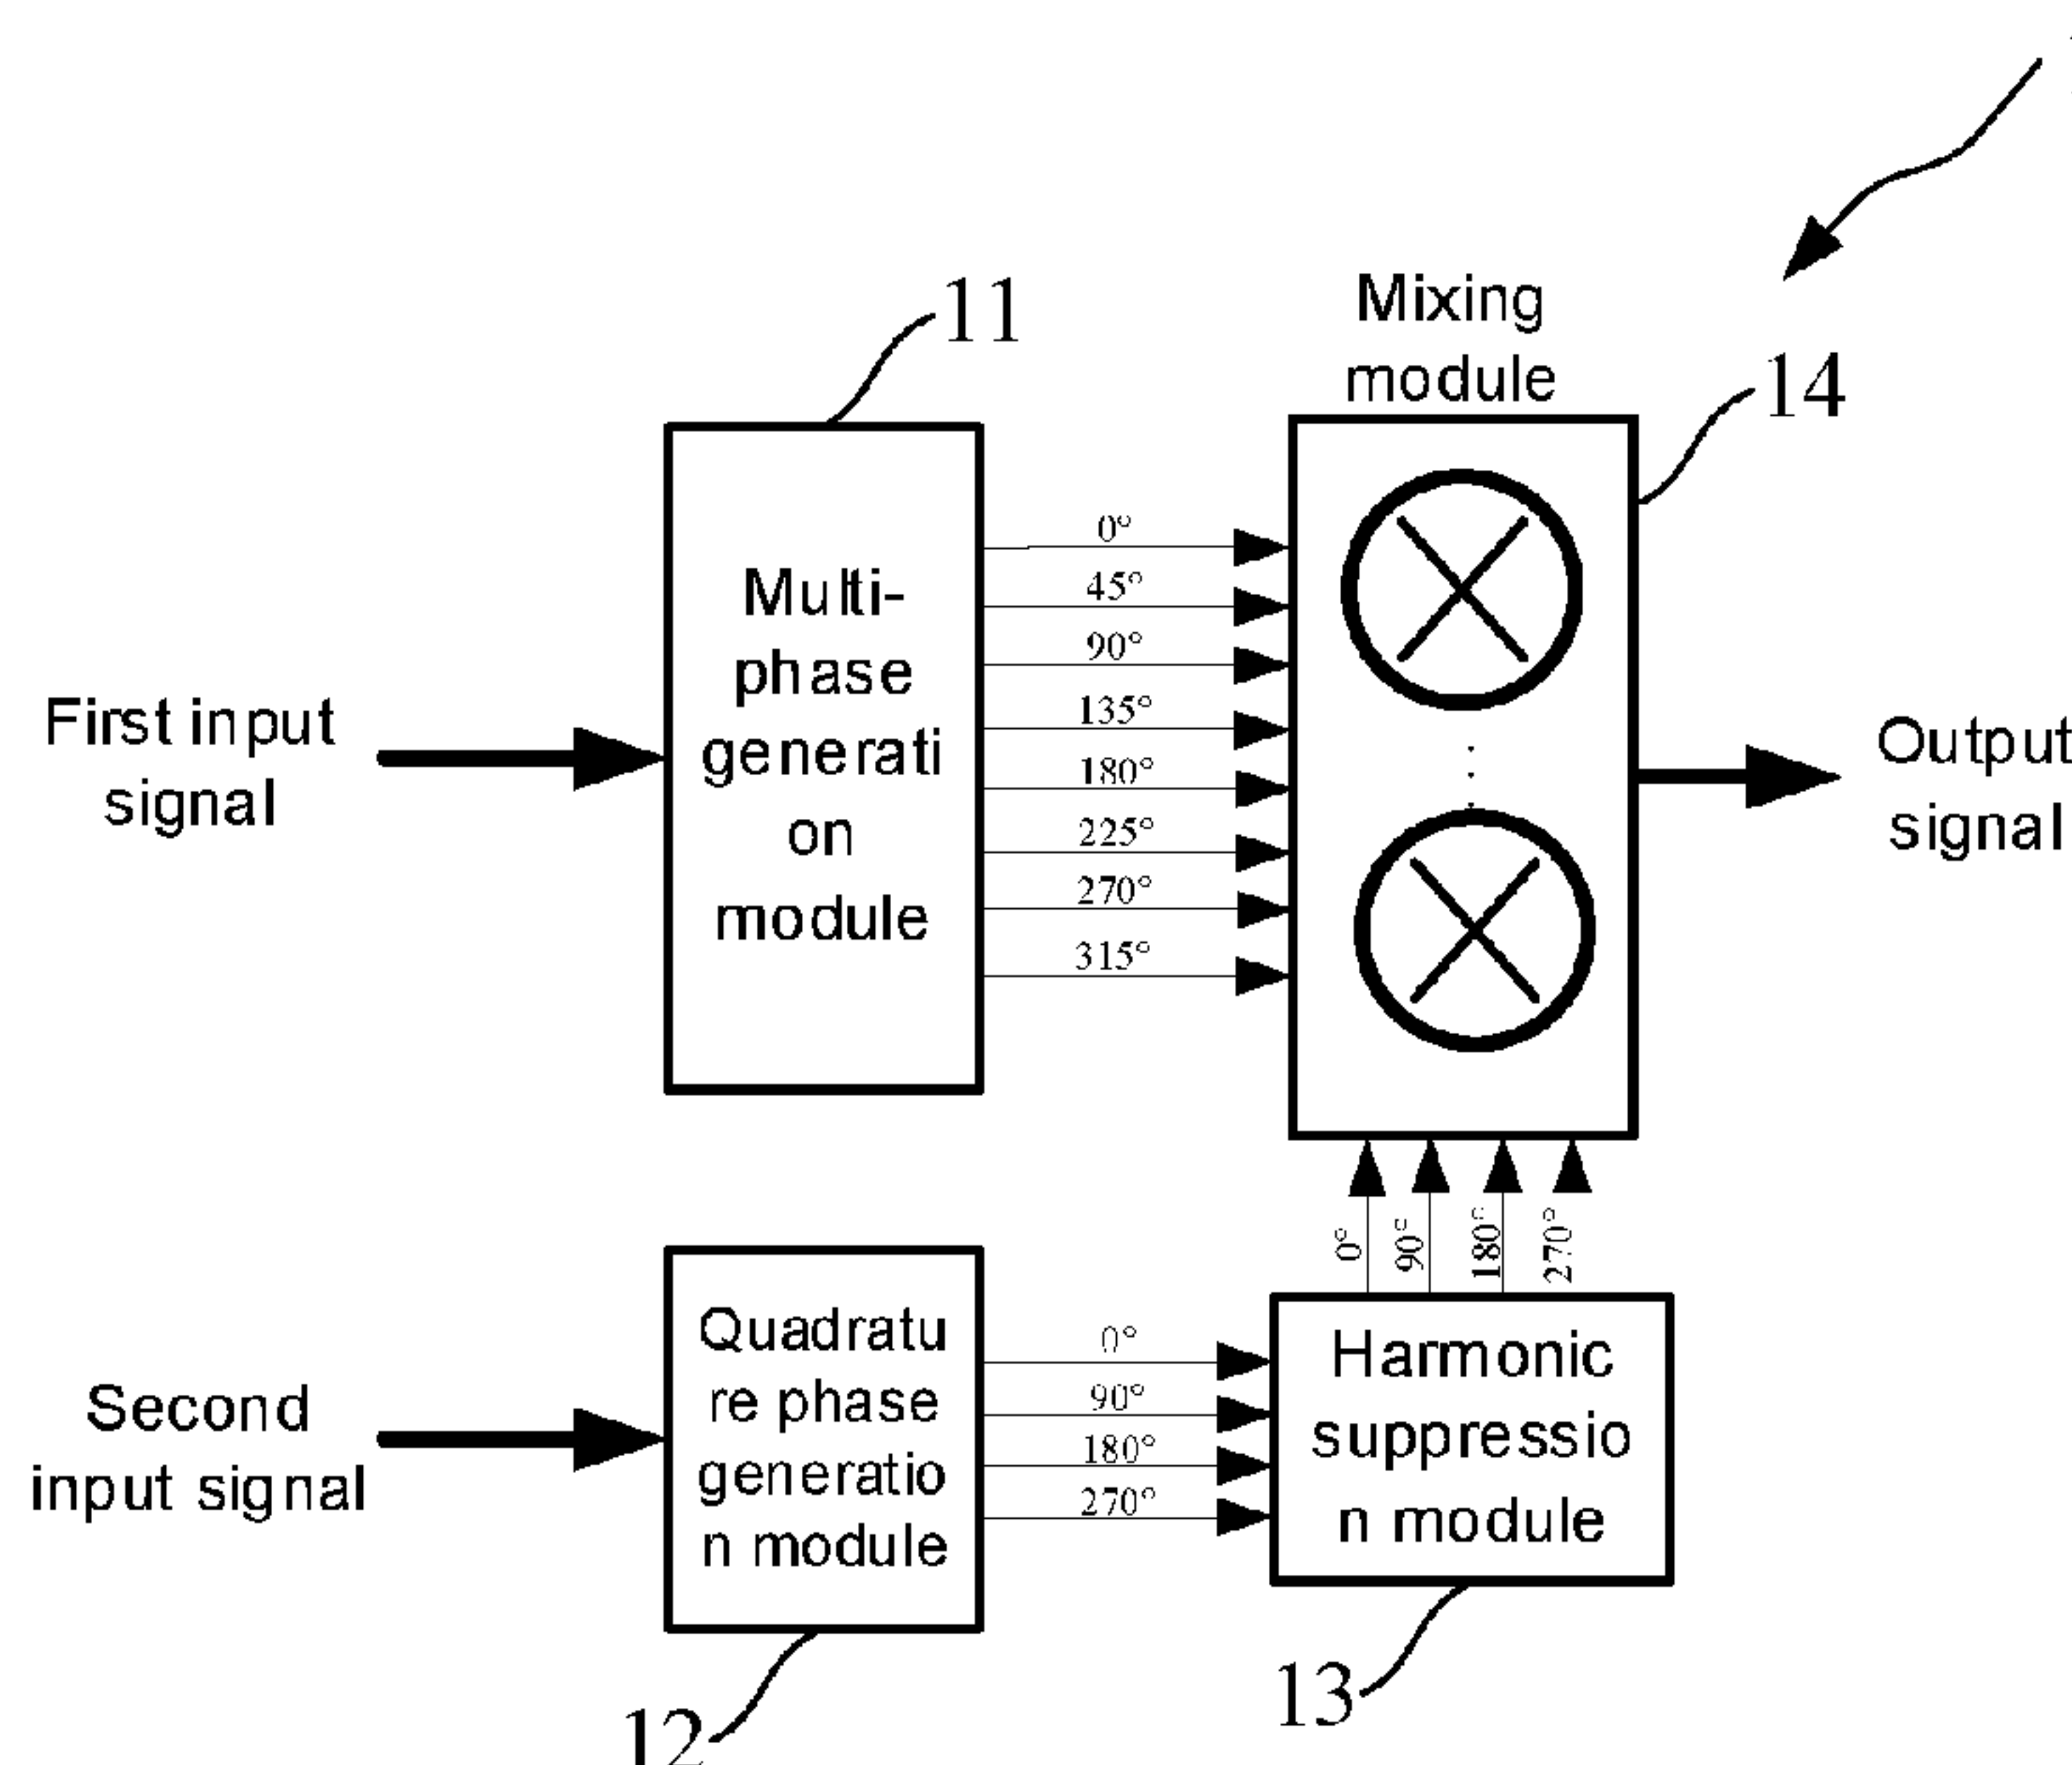 11
Mixing
module
14
Multi-
phase
generati
on
module
0°
45°
90°
135°
180°
225°
270°
315°
First input
signal
Output
signal
0°
90°
180°
270°
Quadratu
re phase
generatio
n module
0°
90°
180°
270°
Harmonic
suppressio
n module
Second
input signal
13
12